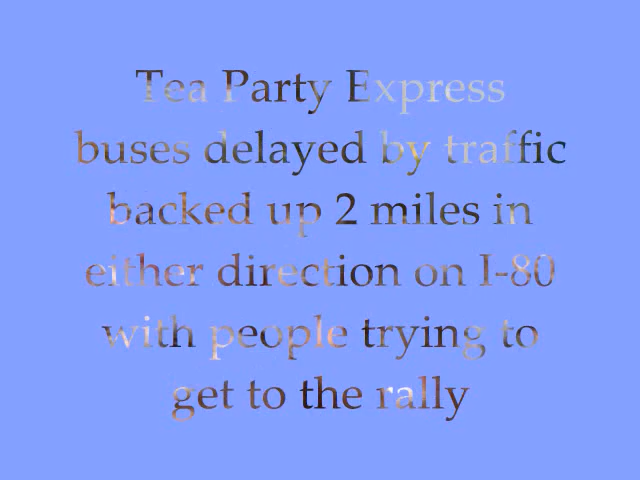 Tea Party Express
buses delayed by traffic
backed up 2 miles in
either direction on I-80
with people trying to
get to the rally